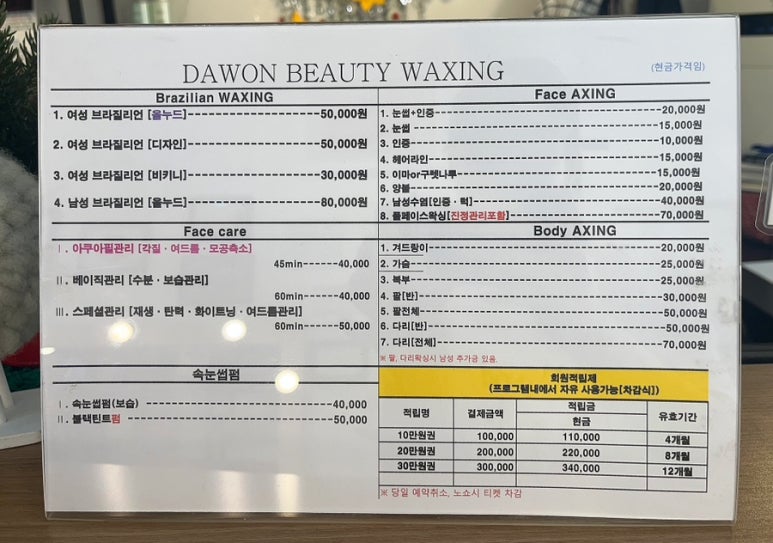 DAWON BEAUTY WAXING
(현금가격임)
Brazilian WAXING
1. 여성 브라질리언 [올누드]--------------------50,000원
2. 여성 브라질리언 [디자인]--------------------50,000원
3. 여성 브라질리언 [비키니]--------------------30,000원
4. 남성 브라질리언 [올누드]--------------------80,000원
Face AXING
1. 눈썹+인중--------------------20,000원
2. 눈썹--------------------15,000원
3. 인중--------------------10,000원
4. 헤어라인--------------------15,000원
5. 이마or구렛나루--------------------15,000원
6. 양볼--------------------20,000원
7. 남성수염[인중 · 턱]--------------------40,000원
8. 풀페이스왁싱[진정관리포함]--------------------70,000원
Face care
Ⅰ. 아쿠아필관리 [각질 · 여드름 · 모공축소]
45min------40,000
Ⅱ. 베이직관리 [수분 · 보습관리]
60min------40,000
Ⅲ. 스페셜관리 [재생 · 탄력 · 화이트닝 · 여드름관리]
60min------50,000
Body AXING
1. 겨드랑이--------------------20,000원
2. 가슴--------------------25,000원
3. 복부--------------------25,000원
4. 팔[반]--------------------30,000원
5. 팔전체--------------------50,000원
6. 다리[반]--------------------50,000원
7. 다리[전체]--------------------70,000원
※ 팔, 다리왁싱시 남성 추가금 있음.
속눈썹펌
Ⅰ. 속눈썹펌(보습) --------------------40,000
Ⅱ. 블랙틴트펌 --------------------50,000
회원적립제
(프로그램내에서 자유 사용가능[차감식])
적립명 결제금액 적립금 유효기간
현금
10만원권 100,000 110,000 4개월
20만원권 200,000 220,000 8개월
30만원권 300,000 340,000 12개월
※ 당일 예약취소, 노쇼시 티켓 차감